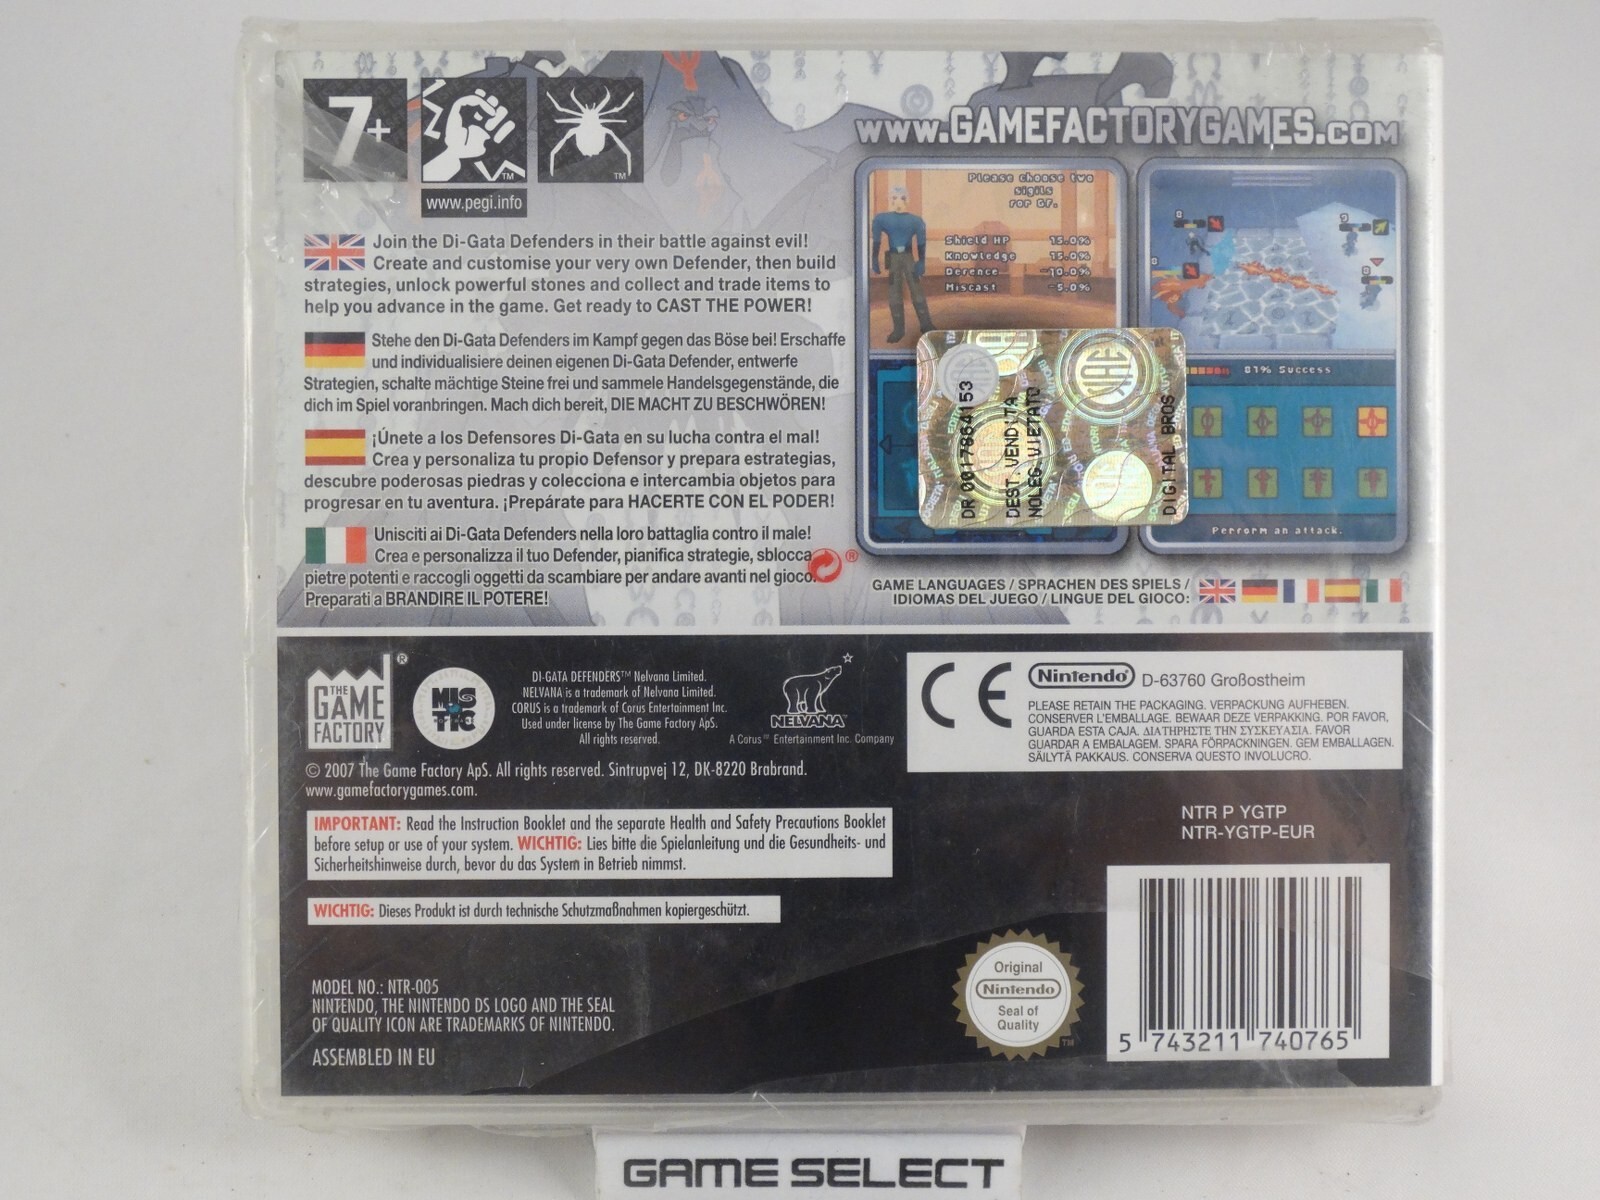 7+
www.pegi.info
Join the Di-Gata Defenders in their battle against evil!
Create and customise your very own Defender, then build
strategies, unlock powerful stones and collect and trade items to
help you advance in the game. Get ready to CAST THE POWER!
Stehe den Di-Gata Defenders im Kampf gegen das Böse bei! Erschaffe
und individualisiere deinen eigenen Di-Gata Defender, entwerfe
Strategien, schalte mächtige Steine frei und sammele Handelsgegenstände, die
dich im Spiel voranbringen. Mach dich bereit, DIE MACHT ZU BESCHWÖREN!
¡Únete a los Defensores Di-Gata en su lucha contra el mal!
Crea y personaliza tu propio Defensor y prepara estrategias,
descubre poderosas piedras y colecciona e intercambia objetos para
progresar en tu aventura. ¡Prepárate para HACERTE CON EL PODER!
Unisciti ai Di-Gata Defenders nella loro battaglia contro il male!
Crea e personalizza il tuo Defender, pianifica strategie, sblocca
pietre potenti e raccogli oggetti da scambiare per andare avanti nel gioco.
Preparati a BRANDIRE IL POTERE!
www.GAMEFACTORYGAMES.com
Please choose two
sigils
for GF.
Shield HP 15.0%
Knowledge 15.0%
Defence -10.0%
Miscast -5.0%
81% Success
Perform an attack.
DR 0017864153
DEST.VENDITA
NOLEG.VIETATO
DIGITAL BROS
SIAE
GAME LANGUAGES / SPRACHEN DES SPIELS /
IDIOMAS DEL JUEGO / LINGUE DEL GIOCO:
THE
GAME
FACTORY
MIS
TIC
DI-GATA DEFENDERS™ Nelvana Limited.
NELVANA is a trademark of Nelvana Limited.
CORUS is a trademark of Corus Entertainment Inc.
Used under license by The Game Factory ApS.
All rights reserved.
NELVANA
A Corus™ Entertainment Inc. Company
© 2007 The Game Factory ApS. All rights reserved. Sintrupvej 12, DK-8220 Brabrand.
www.gamefactorygames.com.
CE
Nintendo® D-63760 Großostheim
PLEASE RETAIN THE PACKAGING. VERPACKUNG AUFHEBEN.
CONSERVER L'EMBALLAGE. BEWAAR DEZE VERPAKKING. POR FAVOR,
GUARDA ESTA CAJA. ΔΙΑΤΗΡΗΣΤΕ ΤΗΝ ΣΥΣΚΕΥΑΣΙΑ. FAVOR
GUARDAR A EMBALAGEM. SPARA FÖRPACKNINGEN. GEM EMBALLAGEN.
SÄILYTÄ PAKKAUS. CONSERVA QUESTO INVOLUCRO.
IMPORTANT: Read the Instruction Booklet and the separate Health and Safety Precautions Booklet
before setup or use of your system. WICHTIG: Lies bitte die Spielanleitung und die Gesundheits- und
Sicherheitshinweise durch, bevor du das System in Betrieb nimmst.
WICHTIG: Dieses Produkt ist durch technische Schutzmaßnahmen kopiergeschützt.
NTR P YGTP
NTR-YGTP-EUR
MODEL NO.: NTR-005
NINTENDO, THE NINTENDO DS LOGO AND THE SEAL
OF QUALITY ICON ARE TRADEMARKS OF NINTENDO.
ASSEMBLED IN EU
Original
Nintendo
Seal of
Quality
5 743211 740765
GAME SELECT